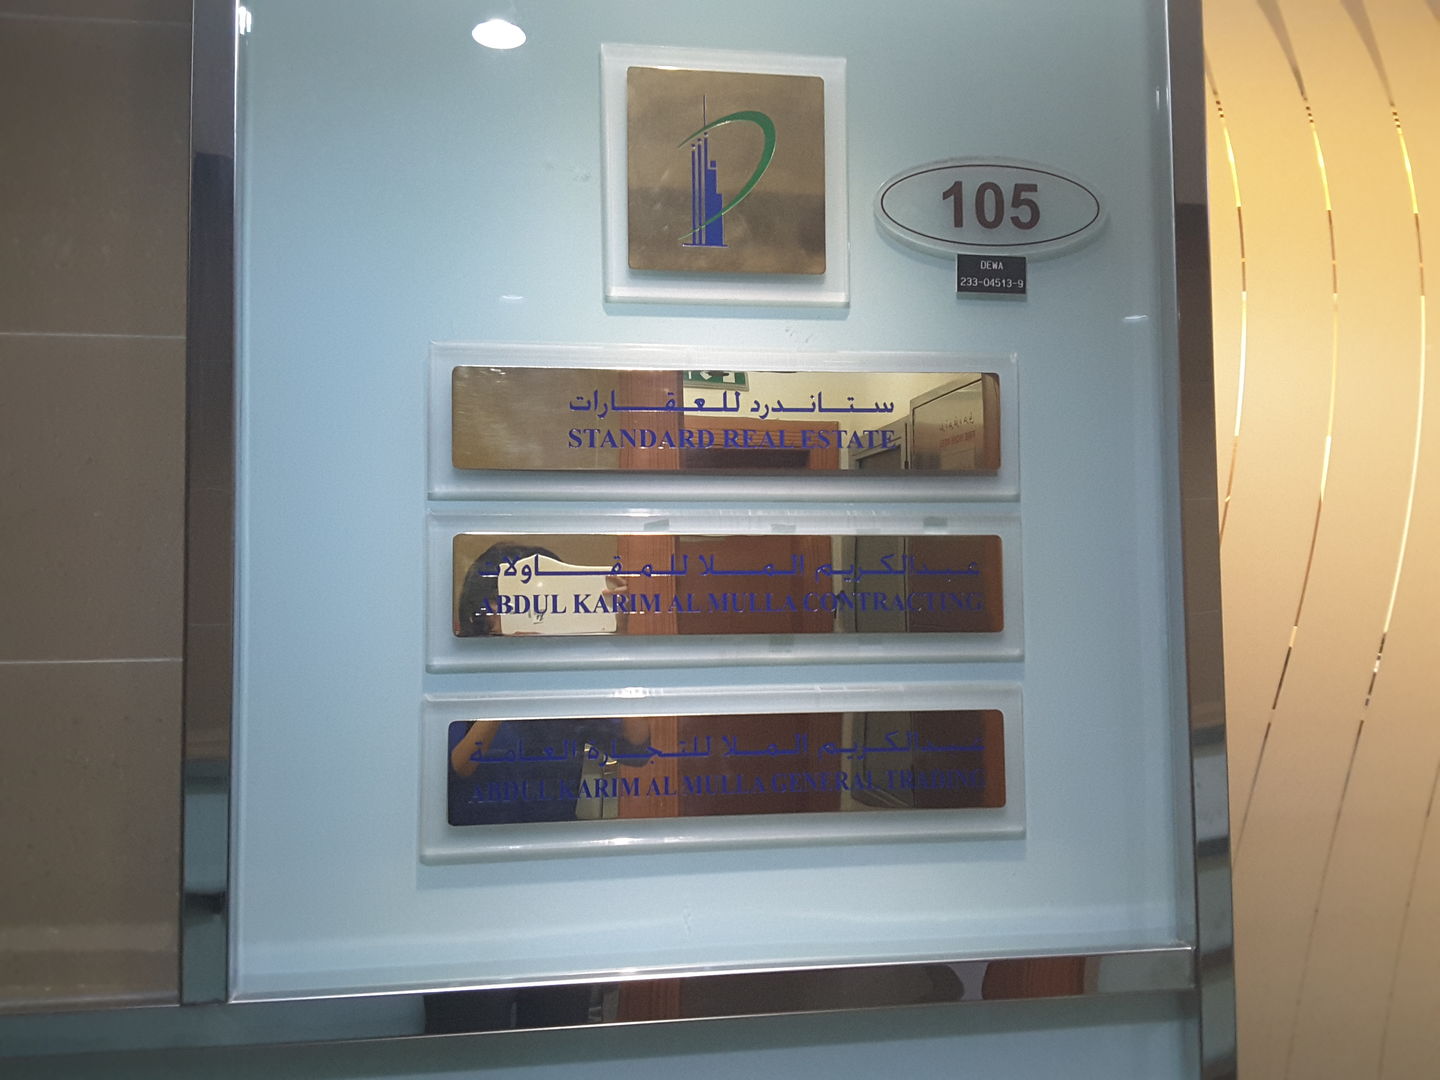 105
DEWA
233-04513-9
ستاندرد للعقارات
STANDARD REAL ESTATE
عبدالكريم الملا للمقاولات
ABDUL KARIM AL MULLA CONTRACTING
عبدالكريم الملا للتجارة العامة
ABDUL KARIM AL MULLA GENERAL TRADING